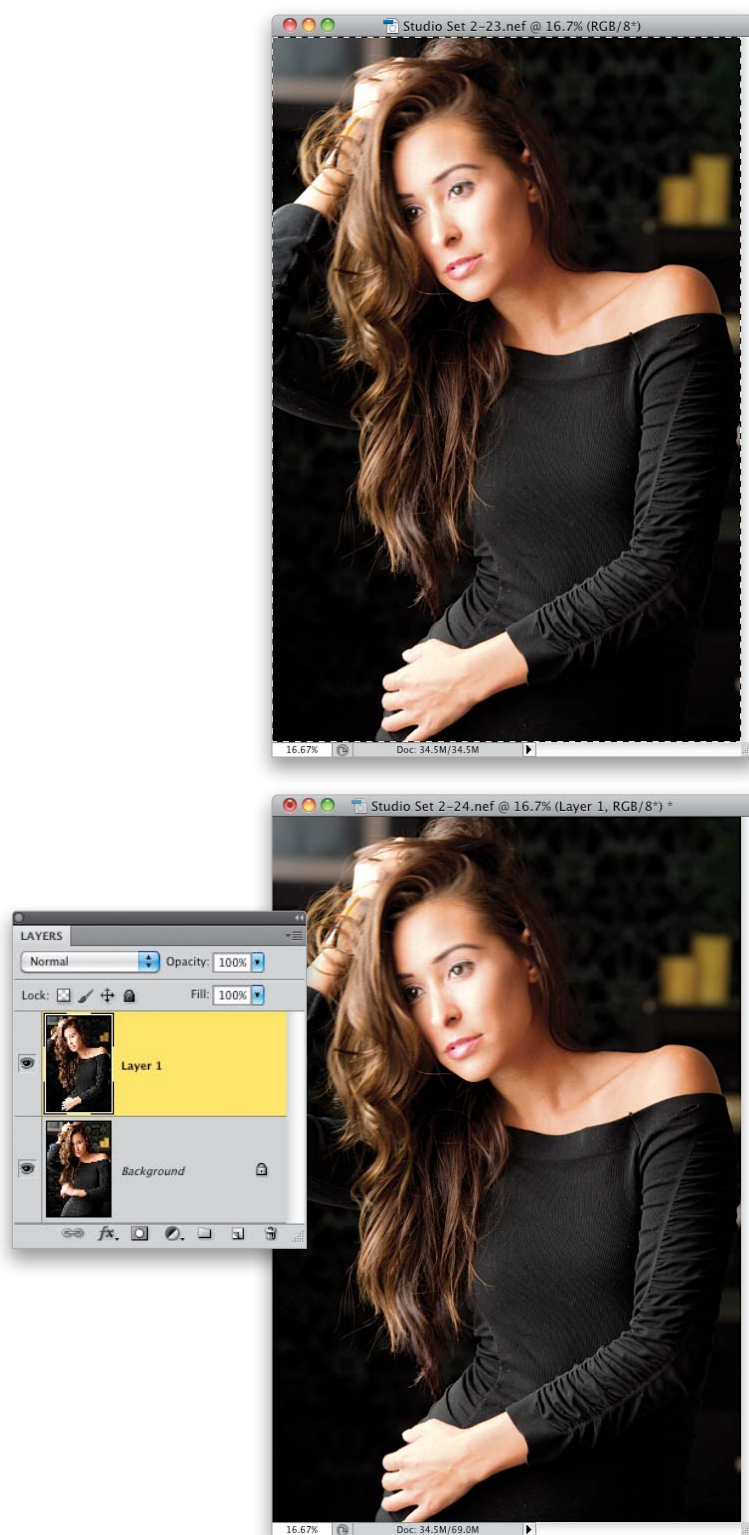 Studio Set 2-23.nef @ 16.7% (RGB/8*)
16.67% Doc: 34.5M/34.5M
Studio Set 2-24.nef @ 16.7% (Layer 1, RGB/8*) *
LAYERS
Normal Opacity: 100%
Lock: Fill: 100%
Layer 1
Background
fx.
16.67% Doc: 34.5M/69.0M